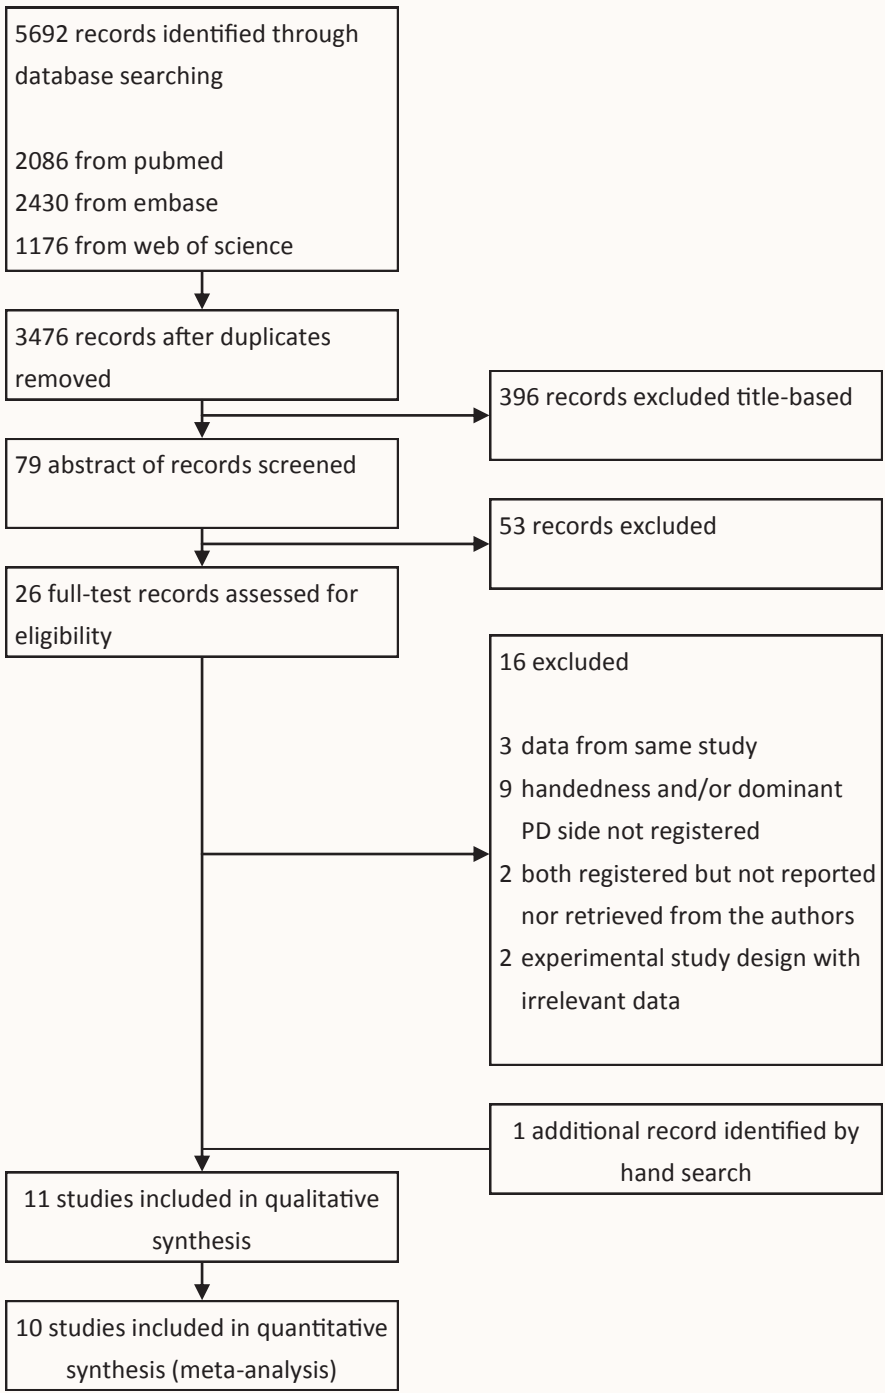 5692 records identified through
database searching
2086 from pubmed
2430 from embase
1176 from web of science
3476 records after duplicates
removed
396 records excluded title-based
79 abstract of records screened
53 records excluded
26 full-test records assessed for
eligibility
16 excluded
3 data from same study
9 handedness and/or dominant
PD side not registered
2 both registered but not reported
nor retrieved from the authors
2 experimental study design with
irrelevant data
1 additional record identified by
hand search
11 studies included in qualitative
synthesis
10 studies included in quantitative
synthesis (meta-analysis)